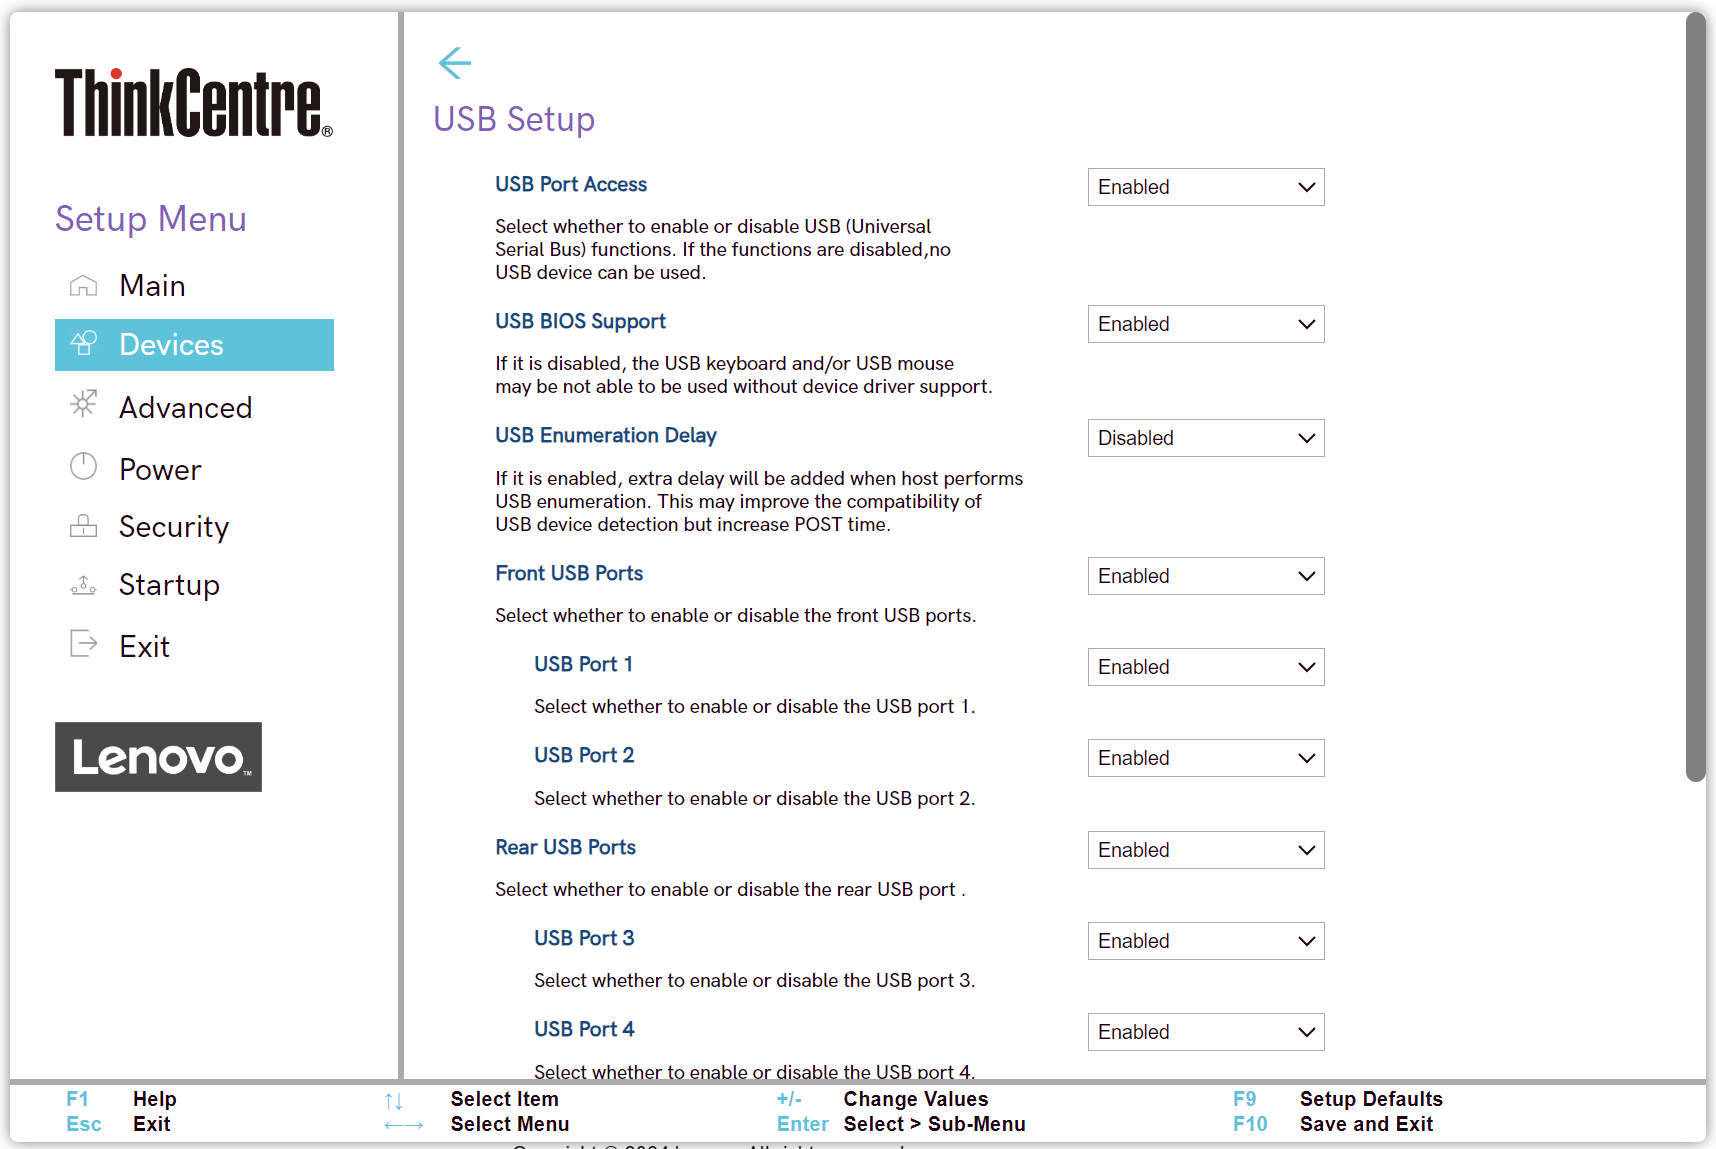 ThinkCentre®
Setup Menu
Main
Devices
Advanced
Power
Security
Startup
Exit
Lenovo™
USB Setup
USB Port Access
Enabled
Select whether to enable or disable USB (Universal
Serial Bus) functions. If the functions are disabled,no
USB device can be used.
USB BIOS Support
Enabled
If it is disabled, the USB keyboard and/or USB mouse
may be not able to be used without device driver support.
USB Enumeration Delay
Disabled
If it is enabled, extra delay will be added when host performs
USB enumeration. This may improve the compatibility of
USB device detection but increase POST time.
Front USB Ports
Enabled
Select whether to enable or disable the front USB ports.
USB Port 1
Enabled
Select whether to enable or disable the USB port 1.
USB Port 2
Enabled
Select whether to enable or disable the USB port 2.
Rear USB Ports
Enabled
Select whether to enable or disable the rear USB port .
USB Port 3
Enabled
Select whether to enable or disable the USB port 3.
USB Port 4
Enabled
Select whether to enable or disable the USB port 4.
F1 Help
Esc Exit
↑↓ Select Item
←→ Select Menu
+/- Change Values
Enter Select > Sub-Menu
F9 Setup Defaults
F10 Save and Exit